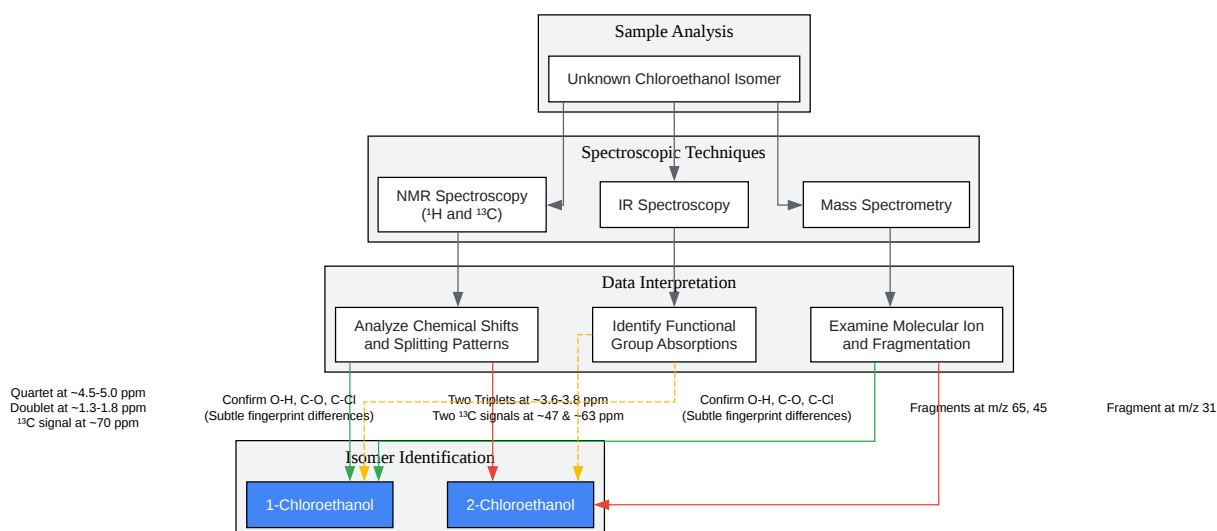 Sample Analysis
Unknown Chloroethanol Isomer
Spectroscopic Techniques
NMR Spectroscopy
(¹H and ¹³C)
IR Spectroscopy
Mass Spectrometry
Data Interpretation
Analyze Chemical Shifts
and Splitting Patterns
Identify Functional
Group Absorptions
Examine Molecular Ion
and Fragmentation
Quartet at ~4.5-5.0 ppm
Doublet at ~1.3-1.8 ppm
¹³C signal at ~70 ppm
Confirm O-H, C-O, C-Cl
(Subtle fingerprint differences)
Two Triplets at ~3.6-3.8 ppm
Two ¹³C signals at ~47 & ~63 ppm
Confirm O-H, C-O, C-Cl
(Subtle fingerprint differences)
Fragments at m/z 65, 45
Fragment at m/z 31
Isomer Identification
1-Chloroethanol
2-Chloroethanol